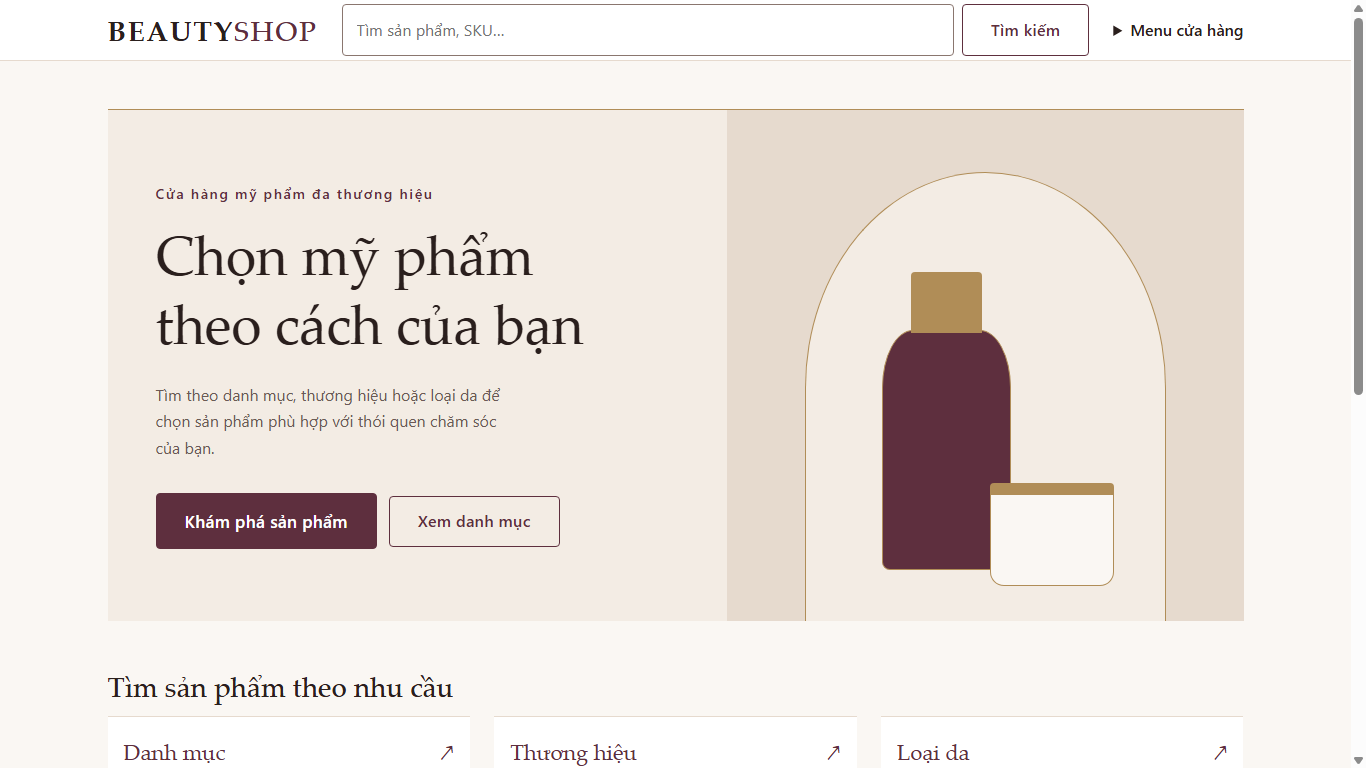 BEAUTYSHOP
Tìm sản phẩm, SKU...
Tìm kiếm
Menu cửa hàng
Cửa hàng mỹ phẩm đa thương hiệu
Chọn mỹ phẩm
theo cách của bạn
Tìm theo danh mục, thương hiệu hoặc loại da để
chọn sản phẩm phù hợp với thói quen chăm sóc
của bạn.
Khám phá sản phẩm
Xem danh mục
Tìm sản phẩm theo nhu cầu
Danh mục ↗
Thương hiệu ↗
Loại da ↗